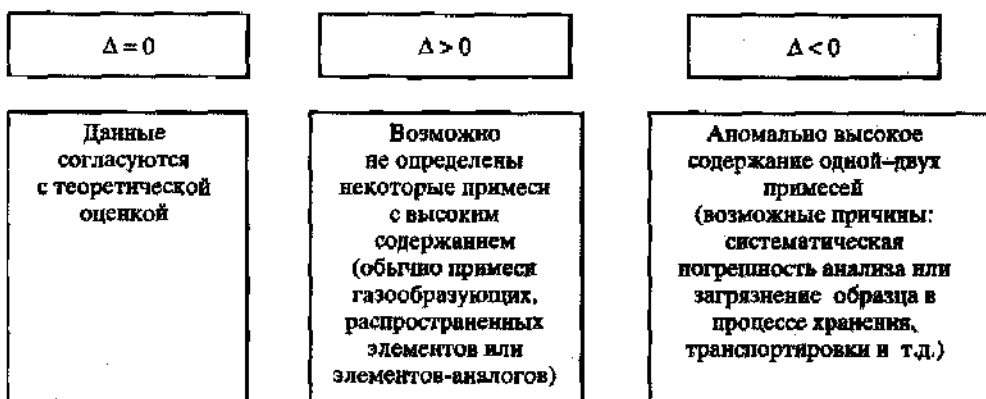 Δ = 0
Δ > 0
Δ < 0
Данные
согласуются
с теоретической
оценкой
Возможно
не определены
некоторые примеси
с высоким
содержанием
(обычно примеси
газообразующих,
распространенных
элементов или
элементов-аналогов)
Аномально высокое
содержание одной–двух
примесей
(возможные причины:
систематическая
погрешность анализа или
загрязнение образца в
процессе хранения,
транспортировки и т.д.)